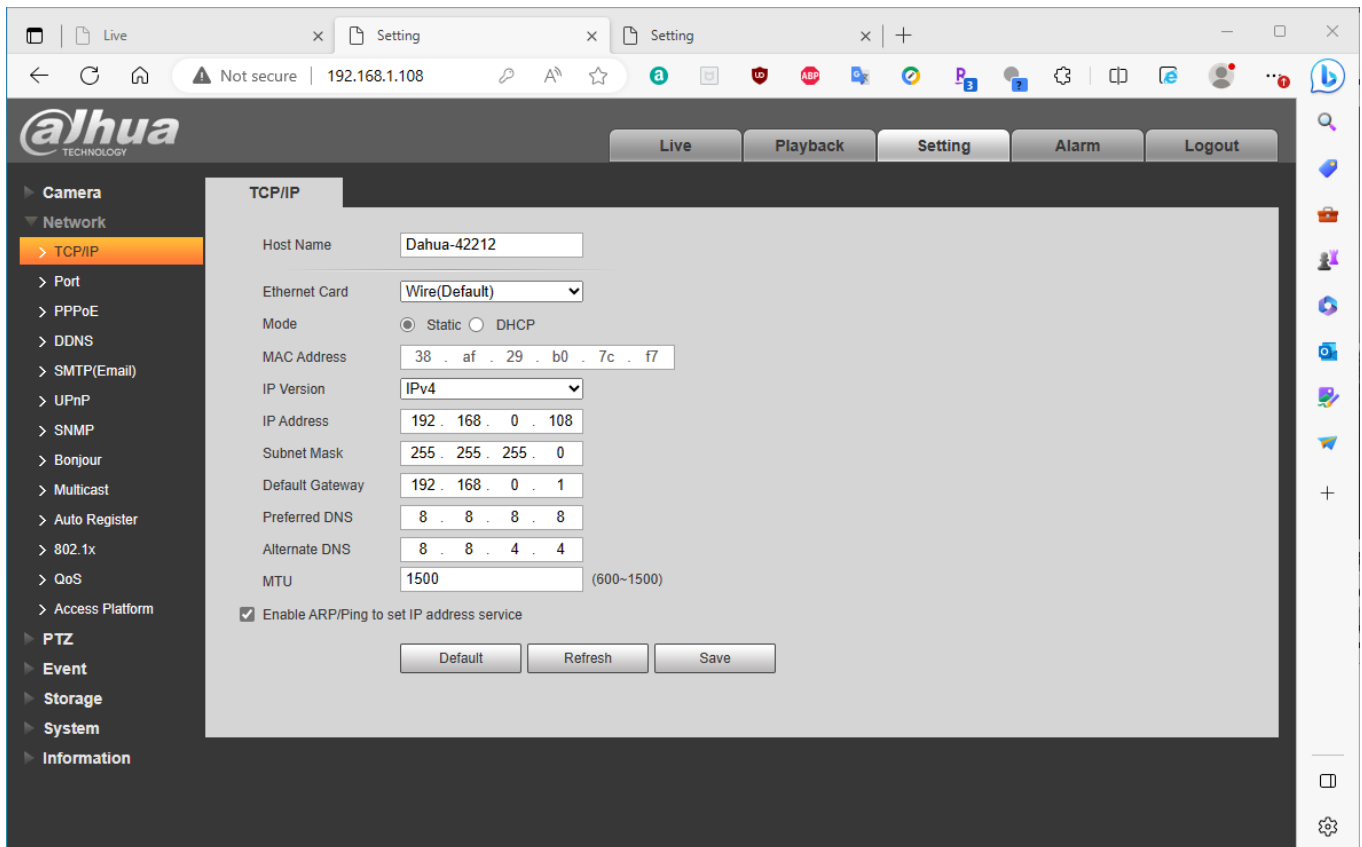 Live Setting Setting
Not secure 192.168.1.108
a ABP 3 ?
alhua
TECHNOLOGY
Live Playback Setting Alarm Logout
Camera
Network
TCP/IP
Port
PPPoE
DDNS
SMTP(Email)
UPnP
SNMP
Bonjour
Multicast
Auto Register
802.1x
QoS
Access Platform
PTZ
Event
Storage
System
Information
TCP/IP
Host Name Dahua-42212
Ethernet Card Wire(Default)
Mode Static DHCP
MAC Address 38 . af . 29 . b0 . 7c . f7
IP Version IPv4
IP Address 192 . 168 . 0 . 108
Subnet Mask 255 . 255 . 255 . 0
Default Gateway 192 . 168 . 0 . 1
Preferred DNS 8 . 8 . 8 . 8
Alternate DNS 8 . 8 . 4 . 4
MTU 1500 (600~1500)
Enable ARP/Ping to set IP address service
Default Refresh Save